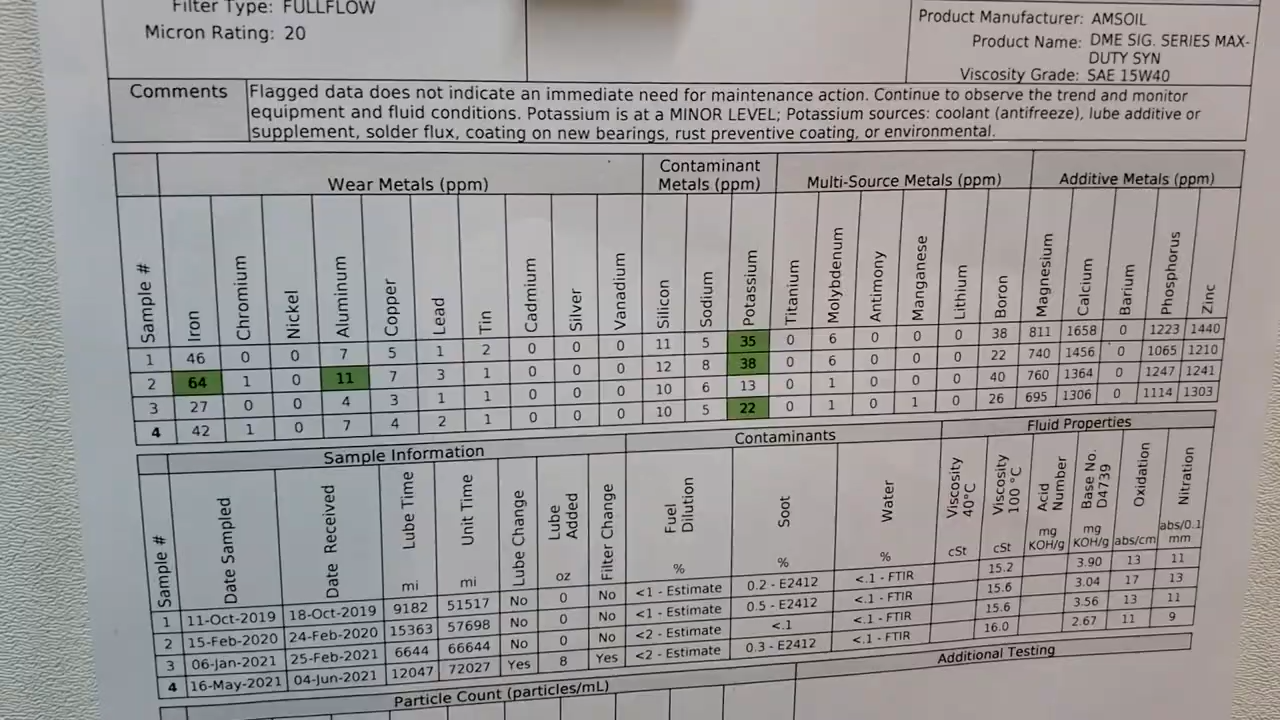 Filter Type: FULLFLOW
Micron Rating: 20
Product Manufacturer: AMSOIL
Product Name: DME SIG. SERIES MAX-
DUTY SYN
Viscosity Grade: SAE 15W40
Comments
Flagged data does not indicate an immediate need for maintenance action. Continue to observe the trend and monitor
equipment and fluid conditions. Potassium is at a MINOR LEVEL; Potassium sources: coolant (antifreeze), lube additive or
supplement, solder flux, coating on new bearings, rust preventive coating, or environmental.
Wear Metals (ppm) Contaminant Metals (ppm) Multi-Source Metals (ppm) Additive Metals (ppm)
Sample # Iron Chromium Nickel Aluminum Copper Lead Tin Cadmium Silver Vanadium Silicon Sodium Potassium Titanium Molybdenum Antimony Manganese Lithium Boron Magnesium Calcium Barium Phosphorus Zinc
1 46 0 0 7 5 1 2 0 0 0 11 5 35 0 6 0 0 0 38 811 1658 0 1223 1440
2 64 1 0 11 7 3 1 0 0 0 12 8 38 0 6 0 0 0 22 740 1456 0 1065 1210
3 27 0 0 4 3 1 1 0 0 0 10 6 13 0 1 0 0 0 40 760 1364 0 1247 1241
4 42 1 0 7 4 2 1 0 0 0 10 5 22 0 1 0 1 0 26 695 1306 0 1114 1303
Sample Information Contaminants Fluid Properties
Sample # Date Sampled Date Received Lube Time Unit Time Lube Change Lube Added Filter Change Fuel Dilution Soot Water Viscosity 40°C Viscosity 100 °C Acid Number Base No. D4739 Oxidation Nitration
mi mi oz % % % cSt cSt mg KOH/g mg KOH/g abs/cm abs/0.1 mm
1 11-Oct-2019 18-Oct-2019 9182 51517 No 0 No <1 - Estimate 0.2 - E2412 <.1 - FTIR 15.2 3.90 13 11
2 15-Feb-2020 24-Feb-2020 15363 57698 No 0 No <1 - Estimate 0.5 - E2412 <.1 - FTIR 15.6 3.04 17 13
3 06-Jan-2021 25-Feb-2021 6644 66644 No 0 No <2 - Estimate <.1 <.1 - FTIR 15.6 3.56 13 11
4 16-May-2021 04-Jun-2021 12047 72027 Yes 8 Yes <2 - Estimate 0.3 - E2412 <.1 - FTIR 16.0 2.67 11 9
Particle Count (particles/mL) Additional Testing